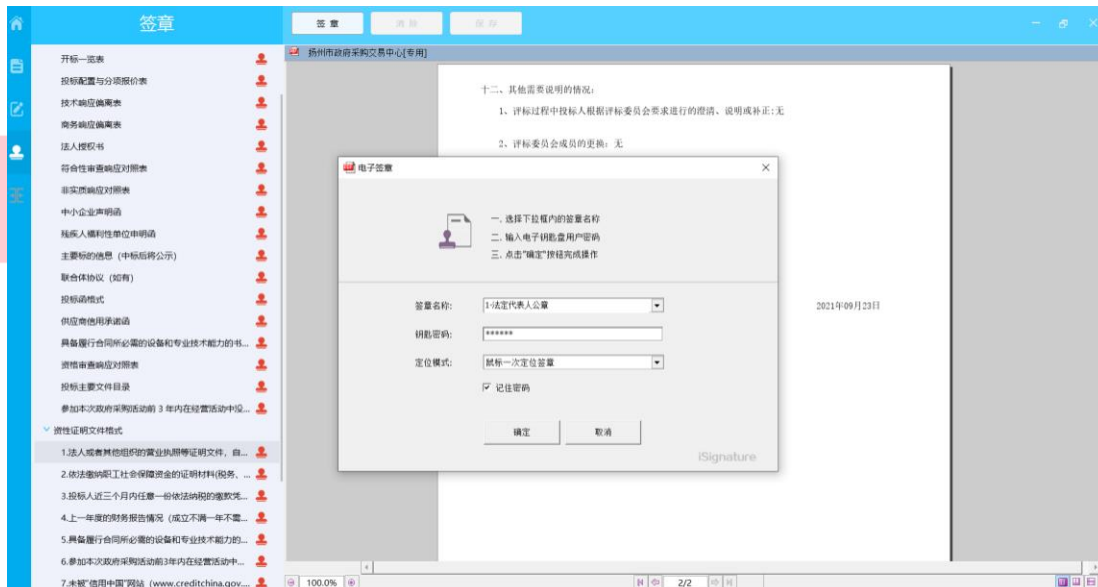 签章
签 章
清 除
保 存
开标一览表
投标配置与分项报价表
技术响应偏离表
商务响应偏离表
法人授权书
符合性审查响应对照表
非实质响应对照表
中小企业声明函
残疾人福利性单位申明函
主要标的信息（中标后将公示）
联合体协议（如有）
投标函格式
供应商信用承诺函
具备履行合同所必需的设备和专业技术能力的书...
资格审查响应对照表
投标主要文件目录
参加本次政府采购活动前 3 年内在经营活动中没...
资性证明文件格式
1.法人或者其他组织的营业执照等证明文件，自...
2.依法缴纳职工社会保障资金的证明材料(税务、...
3.投标人近三个月内任意一份依法纳税的缴款凭...
4.上一年度的财务报告情况（成立不满一年不需...
5.具备履行合同所必需的设备和专业技术能力的...
6.参加本次政府采购活动前3年内在经营活动中...
7.未被"信用中国"网站（www.creditchina.gov....
扬州市政府采购交易中心[专用]
十二、其他需要说明的情况:
1、评标过程中投标人根据评标委员会要求进行的澄清、说明或补正:无
2、评标委员会成员的更换: 无
2021年09月23日
电子签章
一. 选择下拉框内的签章名称
二. 输入电子钥匙盘用户密码
三. 点击"确定"按钮完成操作
签章名称:
1-法定代表人公章
钥匙密码:
******
定位模式:
鼠标一次定位签章
记住密码
确定
取消
iSignature
100.0%
2/2